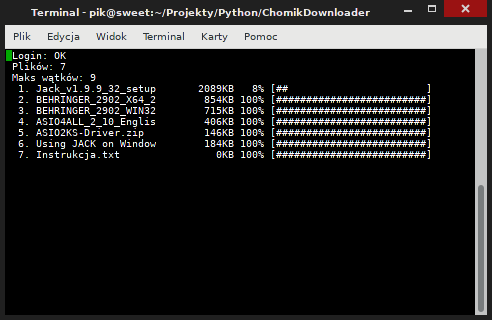 Terminal - pik@sweet:~/Projekty/Python/ChomikDownloader
Plik Edycja Widok Terminal Karty Pomoc
Login: OK
Plików: 7
Maks wątków: 9
1. Jack_v1.9.9_32_setup 2089KB 8% [## ]
2. BEHRINGER_2902_X64_2 854KB 100% [#########################]
3. BEHRINGER_2902_WIN32 715KB 100% [#########################]
4. ASIO4ALL_2_10_Englis 406KB 100% [#########################]
5. ASIO2KS-Driver.zip 146KB 100% [#########################]
6. Using JACK on Window 184KB 100% [#########################]
7. Instrukcja.txt 0KB 100% [#########################]